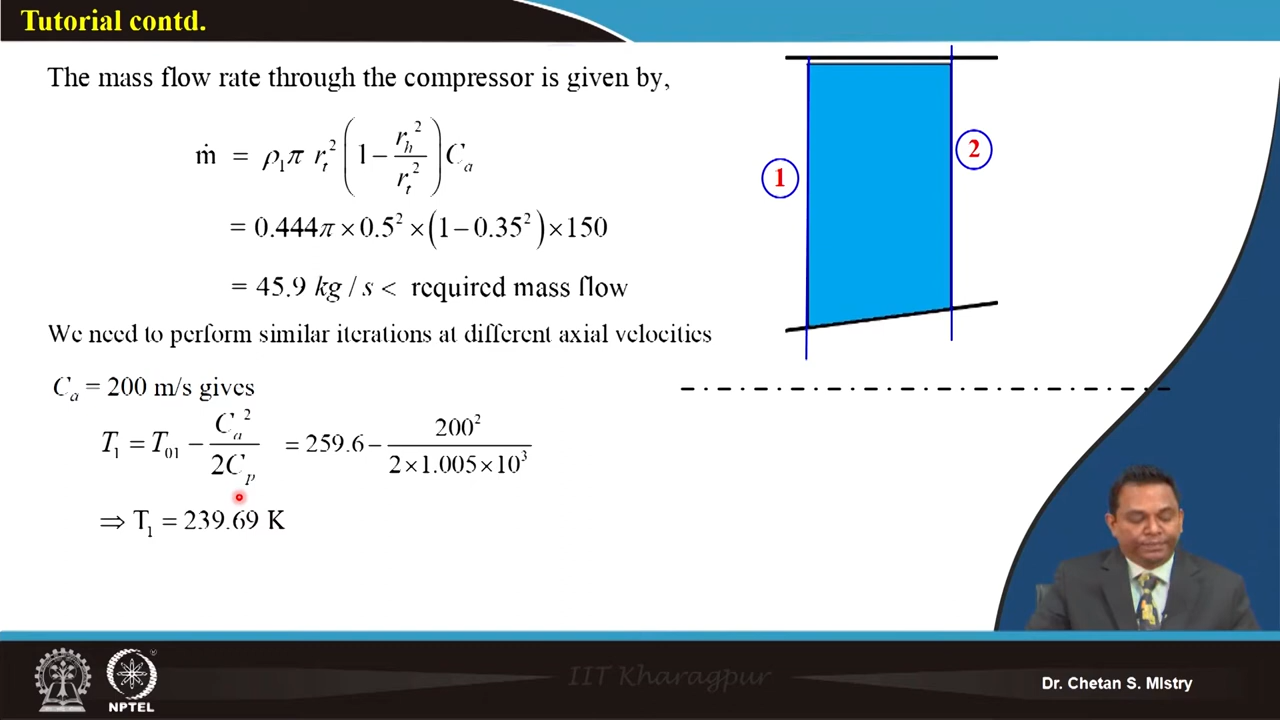 Tutorial contd.
The mass flow rate through the compressor is given by,
ṁ = ρ₁π r_t² (1 − r_h²/r_t²) C_a
= 0.444π × 0.5² × (1 − 0.35²) × 150
= 45.9 kg / s < required mass flow
We need to perform similar iterations at different axial velocities
C_a = 200 m/s gives
T₁ = T₀₁ − C_a²/2C_p = 259.6 − 200²/2×1.005×10³
⇒ T₁ = 239.69 K
1
2
IIT Kharagpur
NPTEL
Dr. Chetan S. MIstry